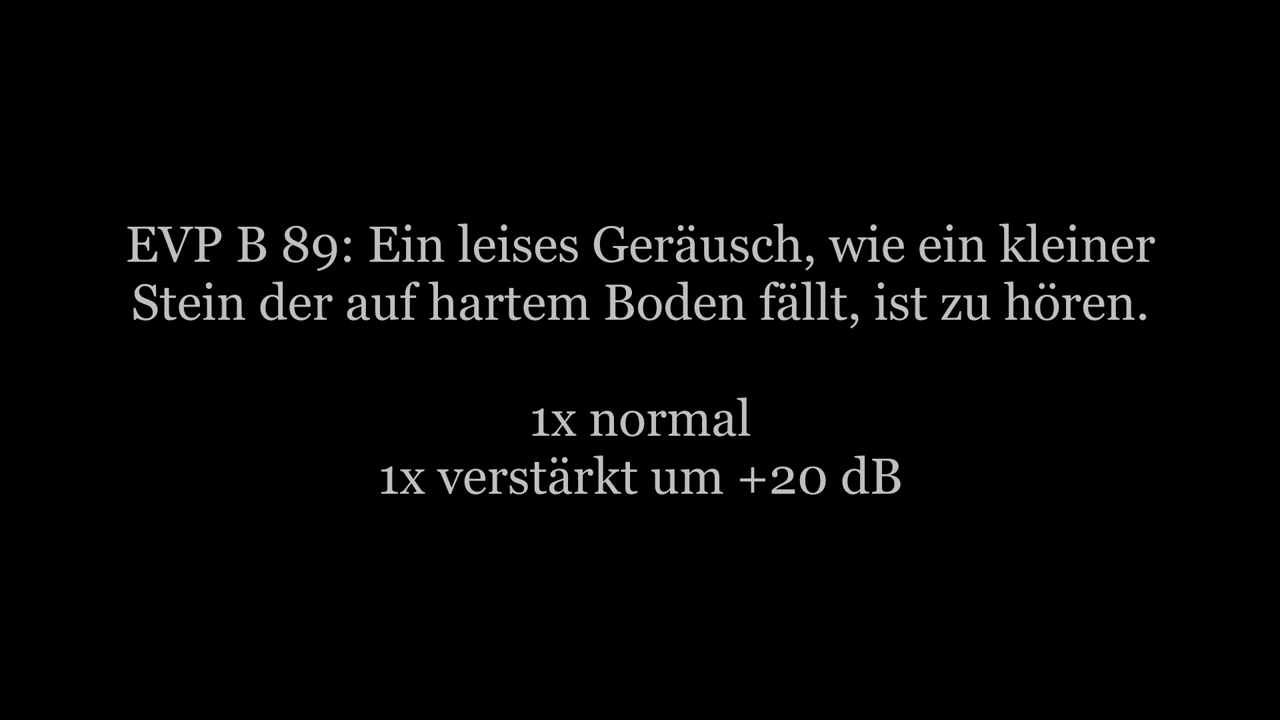 EVP B 89: Ein leises Geräusch, wie ein kleiner
Stein der auf hartem Boden fällt, ist zu hören.
1x normal
1x verstärkt um +20 dB